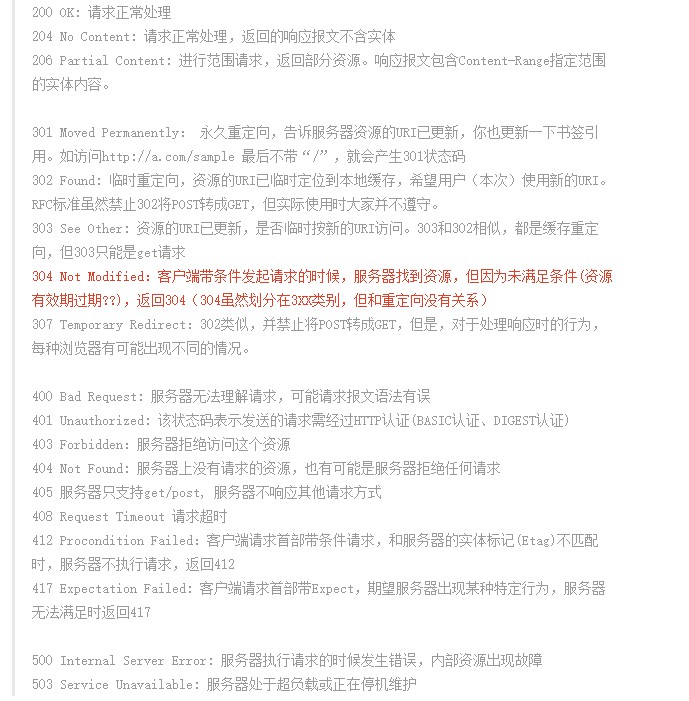 200 OK: 请求正常处理
204 No Content: 请求正常处理，返回的响应报文不含实体
206 Partial Content: 进行范围请求，返回部分资源。响应报文包含Content-Range指定范围
的实体内容。
301 Moved Permanently:  永久重定向，告诉服务器资源的URI已更新，你也更新一下书签引
用。如访问http://a.com/sample 最后不带“/”，就会产生301状态码
302 Found: 临时重定向，资源的URI已临时定位到本地缓存，希望用户（本次）使用新的URI。
RFC标准虽然禁止302将POST转成GET，但实际使用时大家并不遵守。
303 See Other: 资源的URI已更新，是否临时按新的URI访问。303和302相似，都是缓存重定
向，但303只能是get请求
304 Not Modified: 客户端带条件发起请求的时候，服务器找到资源，但因为未满足条件(资源
有效期过期??)，返回304（304虽然划分在3XX类别，但和重定向没有关系）
307 Temporary Redirect: 302类似，并禁止将POST转成GET，但是，对于处理响应时的行为，
每种浏览器有可能出现不同的情况。
400 Bad Request: 服务器无法理解请求，可能请求报文语法有误
401 Unauthorized: 该状态码表示发送的请求需经过HTTP认证(BASIC认证、DIGEST认证)
403 Forbidden: 服务器拒绝访问这个资源
404 Not Found: 服务器上没有请求的资源，也有可能是服务器拒绝任何请求
405 服务器只支持get/post, 服务器不响应其他请求方式
408 Request Timeout 请求超时
412 Procondition Failed: 客户端请求首部带条件请求，和服务器的实体标记(Etag)不匹配
时，服务器不执行请求，返回412
417 Expectation Failed: 客户端请求首部带Expect，期望服务器出现某种特定行为，服务器
无法满足时返回417
500 Internal Server Error: 服务器执行请求的时候发生错误，内部资源出现故障
503 Service Unavailable: 服务器处于超负载或正在停机维护